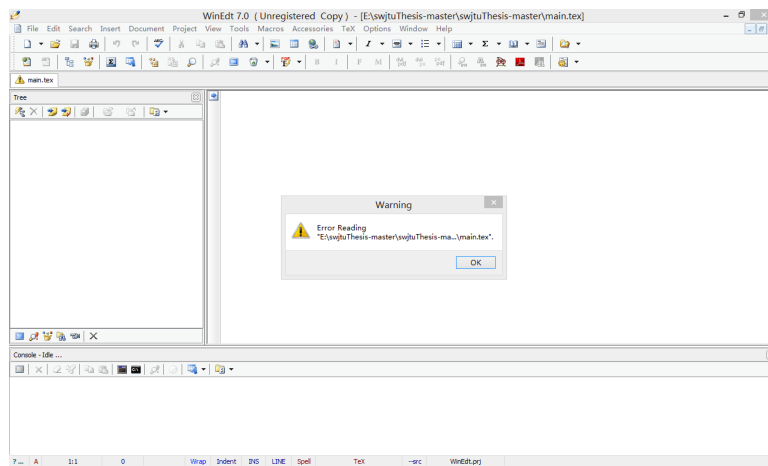 WinEdt 7.0 ( Unregistered Copy ) - [E:\swjtuThesis-master\swjtuThesis-master\main.tex]
File Edit Search Insert Document Project View Tools Macros Accessories TeX Options Window Help
B I F M
main.tex
Tree
Warning
Error Reading
"E:\swjtuThesis-master\swjtuThesis-ma...\main.tex".
OK
Console - Idle ...
? ... A 1:1 0 Wrap Indent INS LINE Spell TeX --src WinEdt.prj